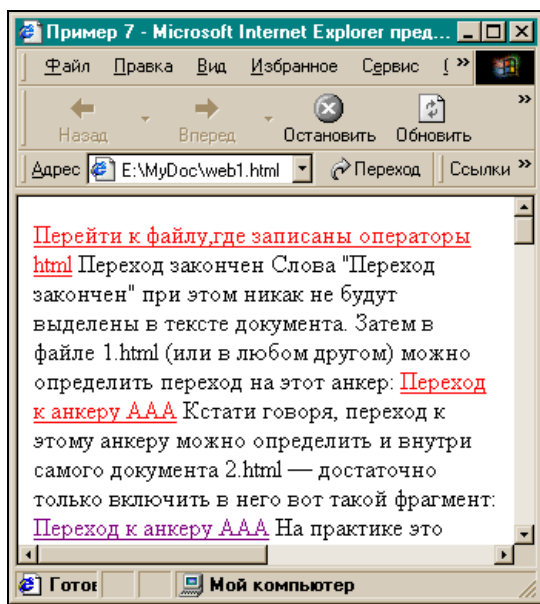 Пример 7 - Microsoft Internet Explorer пред...
Файл Правка Вид Избранное Сервис
Назад Вперед Остановить Обновить
Адрес E:\MyDoc\web1.html Переход Ссылки
Перейти к файлу,где записаны операторы
html Переход закончен Слова "Переход
закончен" при этом никак не будут
выделены в тексте документа. Затем в
файле 1.html (или в любом другом) можно
определить переход на этот анкер: Переход
к анкеру ААА Кстати говоря, переход к
этому анкеру можно определить и внутри
самого документа 2.html — достаточно
только включить в него вот такой фрагмент:
Переход к анкеру ААА На практике это
Мой компьютер